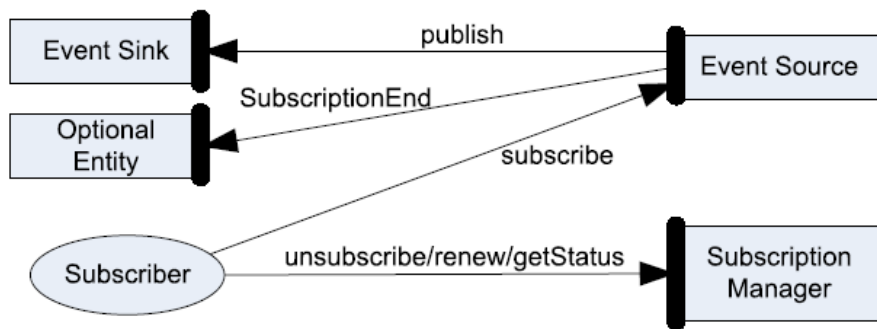 publish
Event Sink
Event Source
SubscriptionEnd
Optional
Entity
subscribe
unsubscribe/renew/getStatus
Subscriber
Subscription
Manager